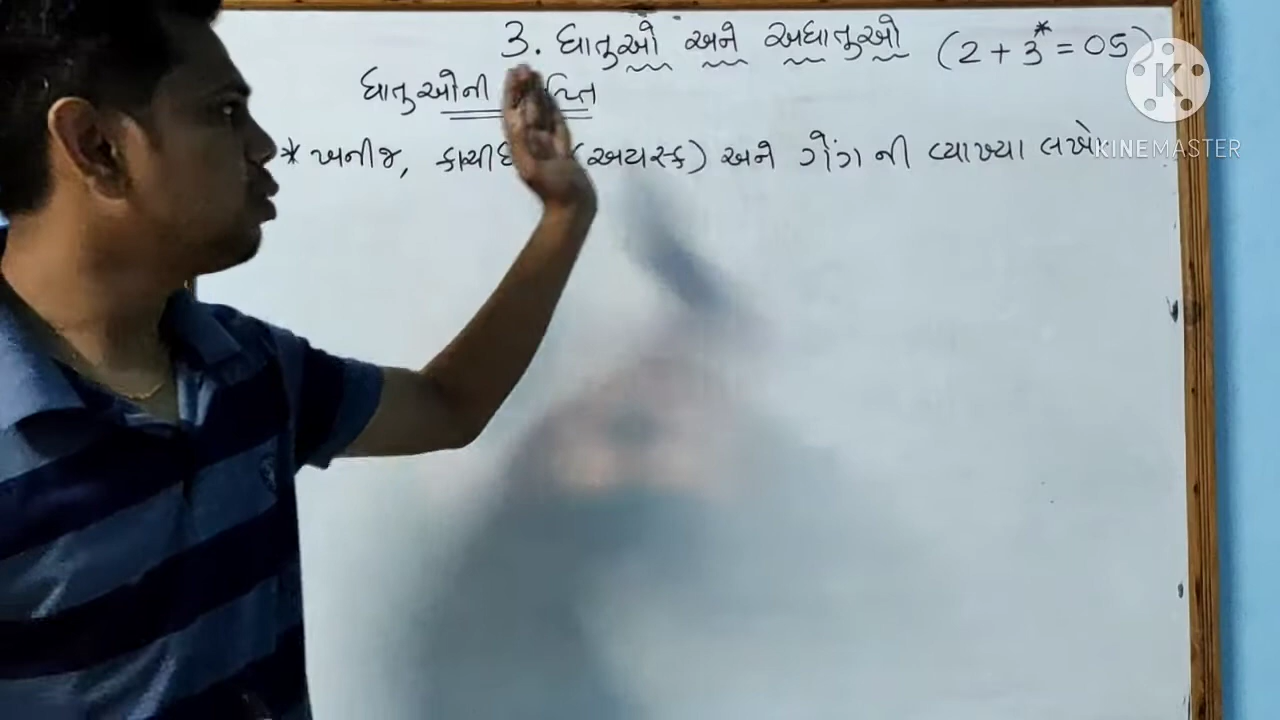 3. ધાતુઓ અને અધાતુઓ (2 + 3* = 05)
ધાતુઓની
* ખનીજ, (અયસ્ક) અને ગેંગ ની વ્યાખ્યા લખો
K
KINEMASTER